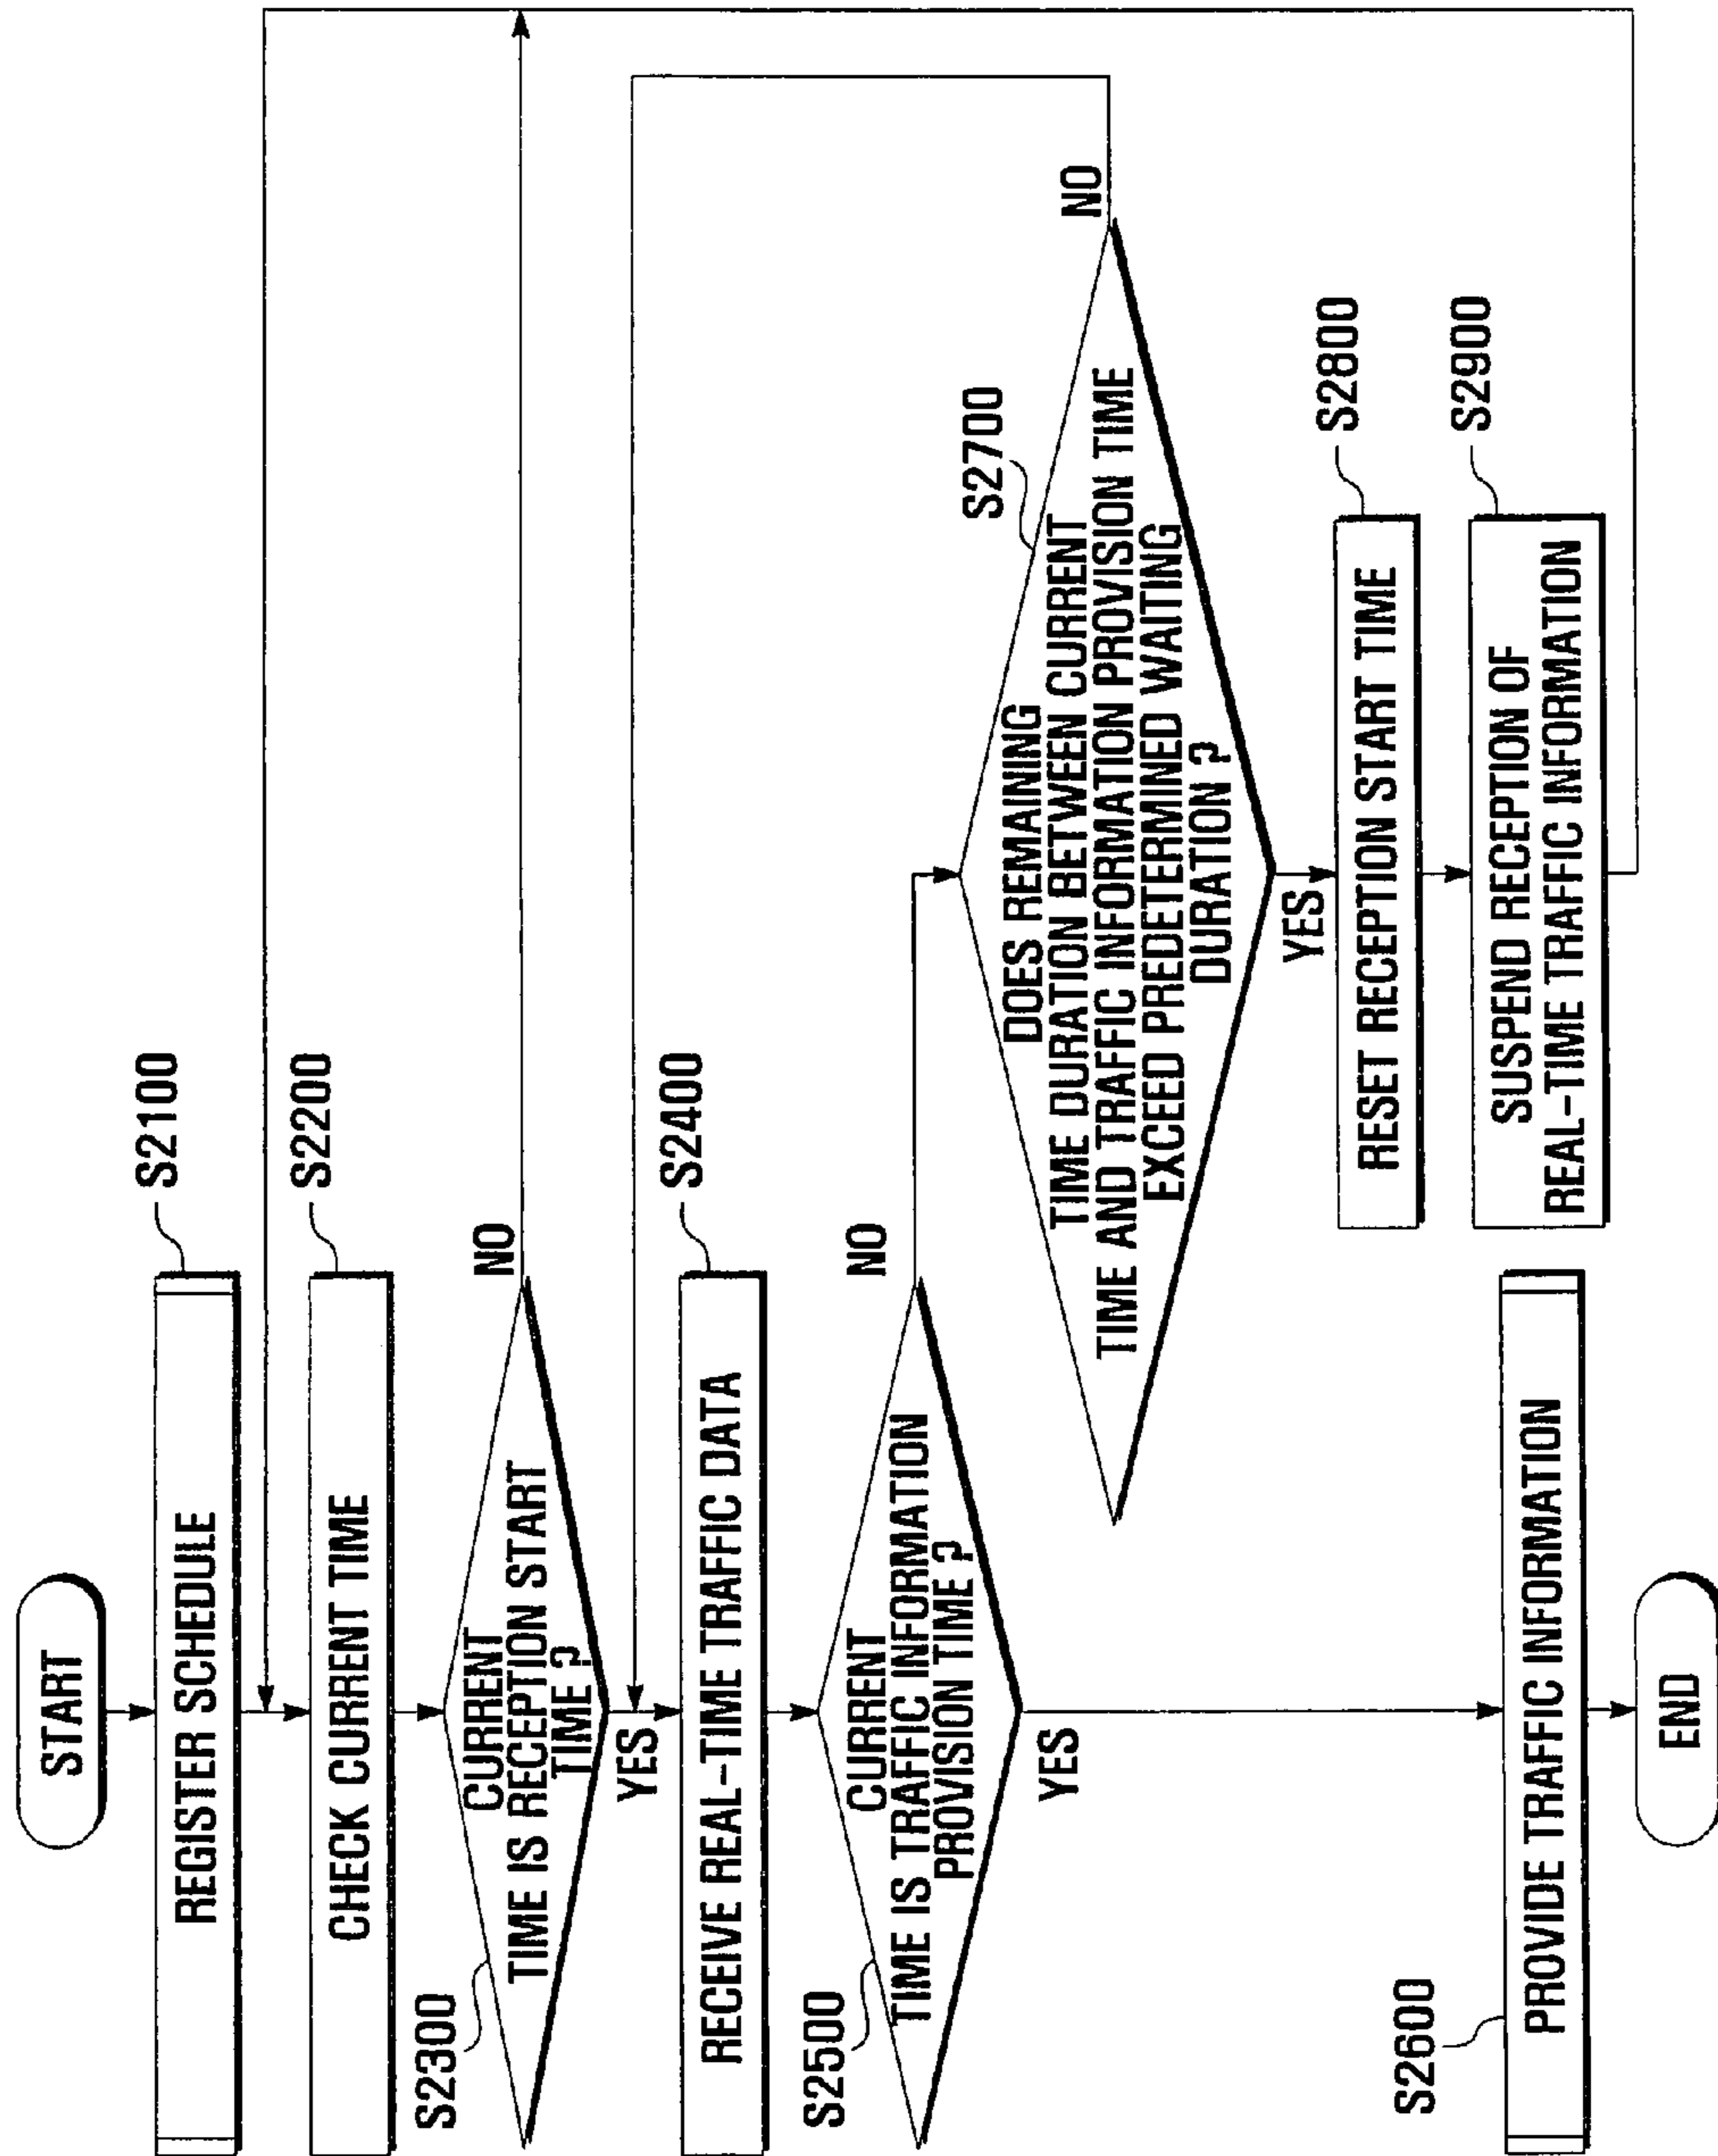 START
REGISTER SCHEDULE
S2100
CHECK CURRENT TIME
S2200
S2300
CURRENT
TIME IS RECEPTION START
TIME ?
NO
YES
RECEIVE REAL-TIME TRAFFIC DATA
S2400
S2500
CURRENT
TIME IS TRAFFIC INFORMATION
PROVISION TIME ?
NO
YES
S2700
DOES REMAINING
TIME DURATION BETWEEN CURRENT
TIME AND TRAFFIC INFORMATION PROVISION TIME
EXCEED PREDETERMINED WAITING
DURATION ?
NO
YES
RESET RECEPTION START TIME
S2800
SUSPEND RECEPTION OF
REAL-TIME TRAFFIC INFORMATION
S2900
S2600
PROVIDE TRAFFIC INFORMATION
END